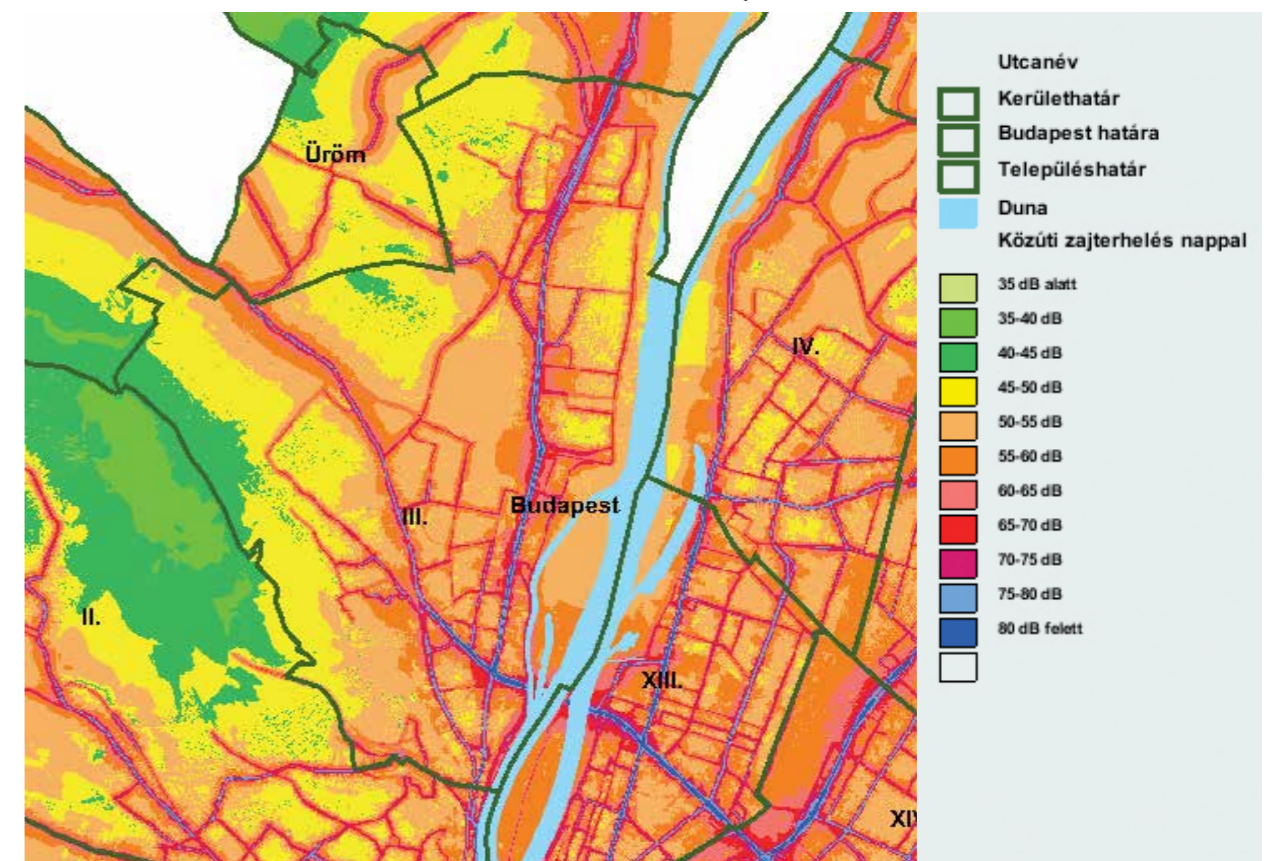 Üröm
IV.
Budapest
III.
II.
XIII.
XIV
Utcanév
Kerülethatár
Budapest határa
Településhatár
Duna
Közúti zajterhelés nappal
35 dB alatt
35-40 dB
40-45 dB
45-50 dB
50-55 dB
55-60 dB
60-65 dB
65-70 dB
70-75 dB
75-80 dB
80 dB felett